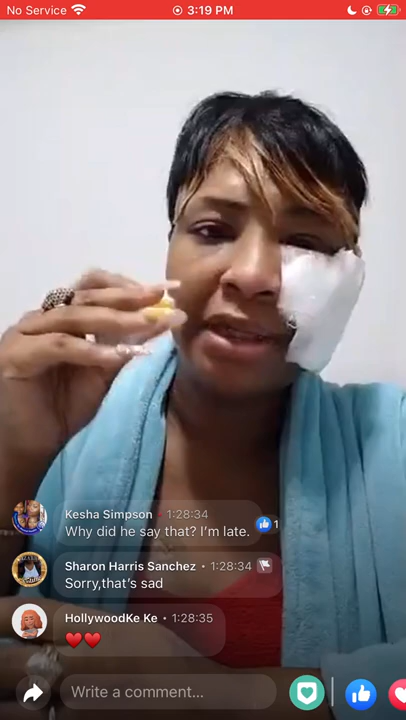 No Service 3:19 PM
Kesha Simpson • 1:28:34
Why did he say that? I'm late. 1
Sharon Harris Sanchez • 1:28:34
Sorry,that's sad
HollywoodKe Ke • 1:28:35
Write a comment...